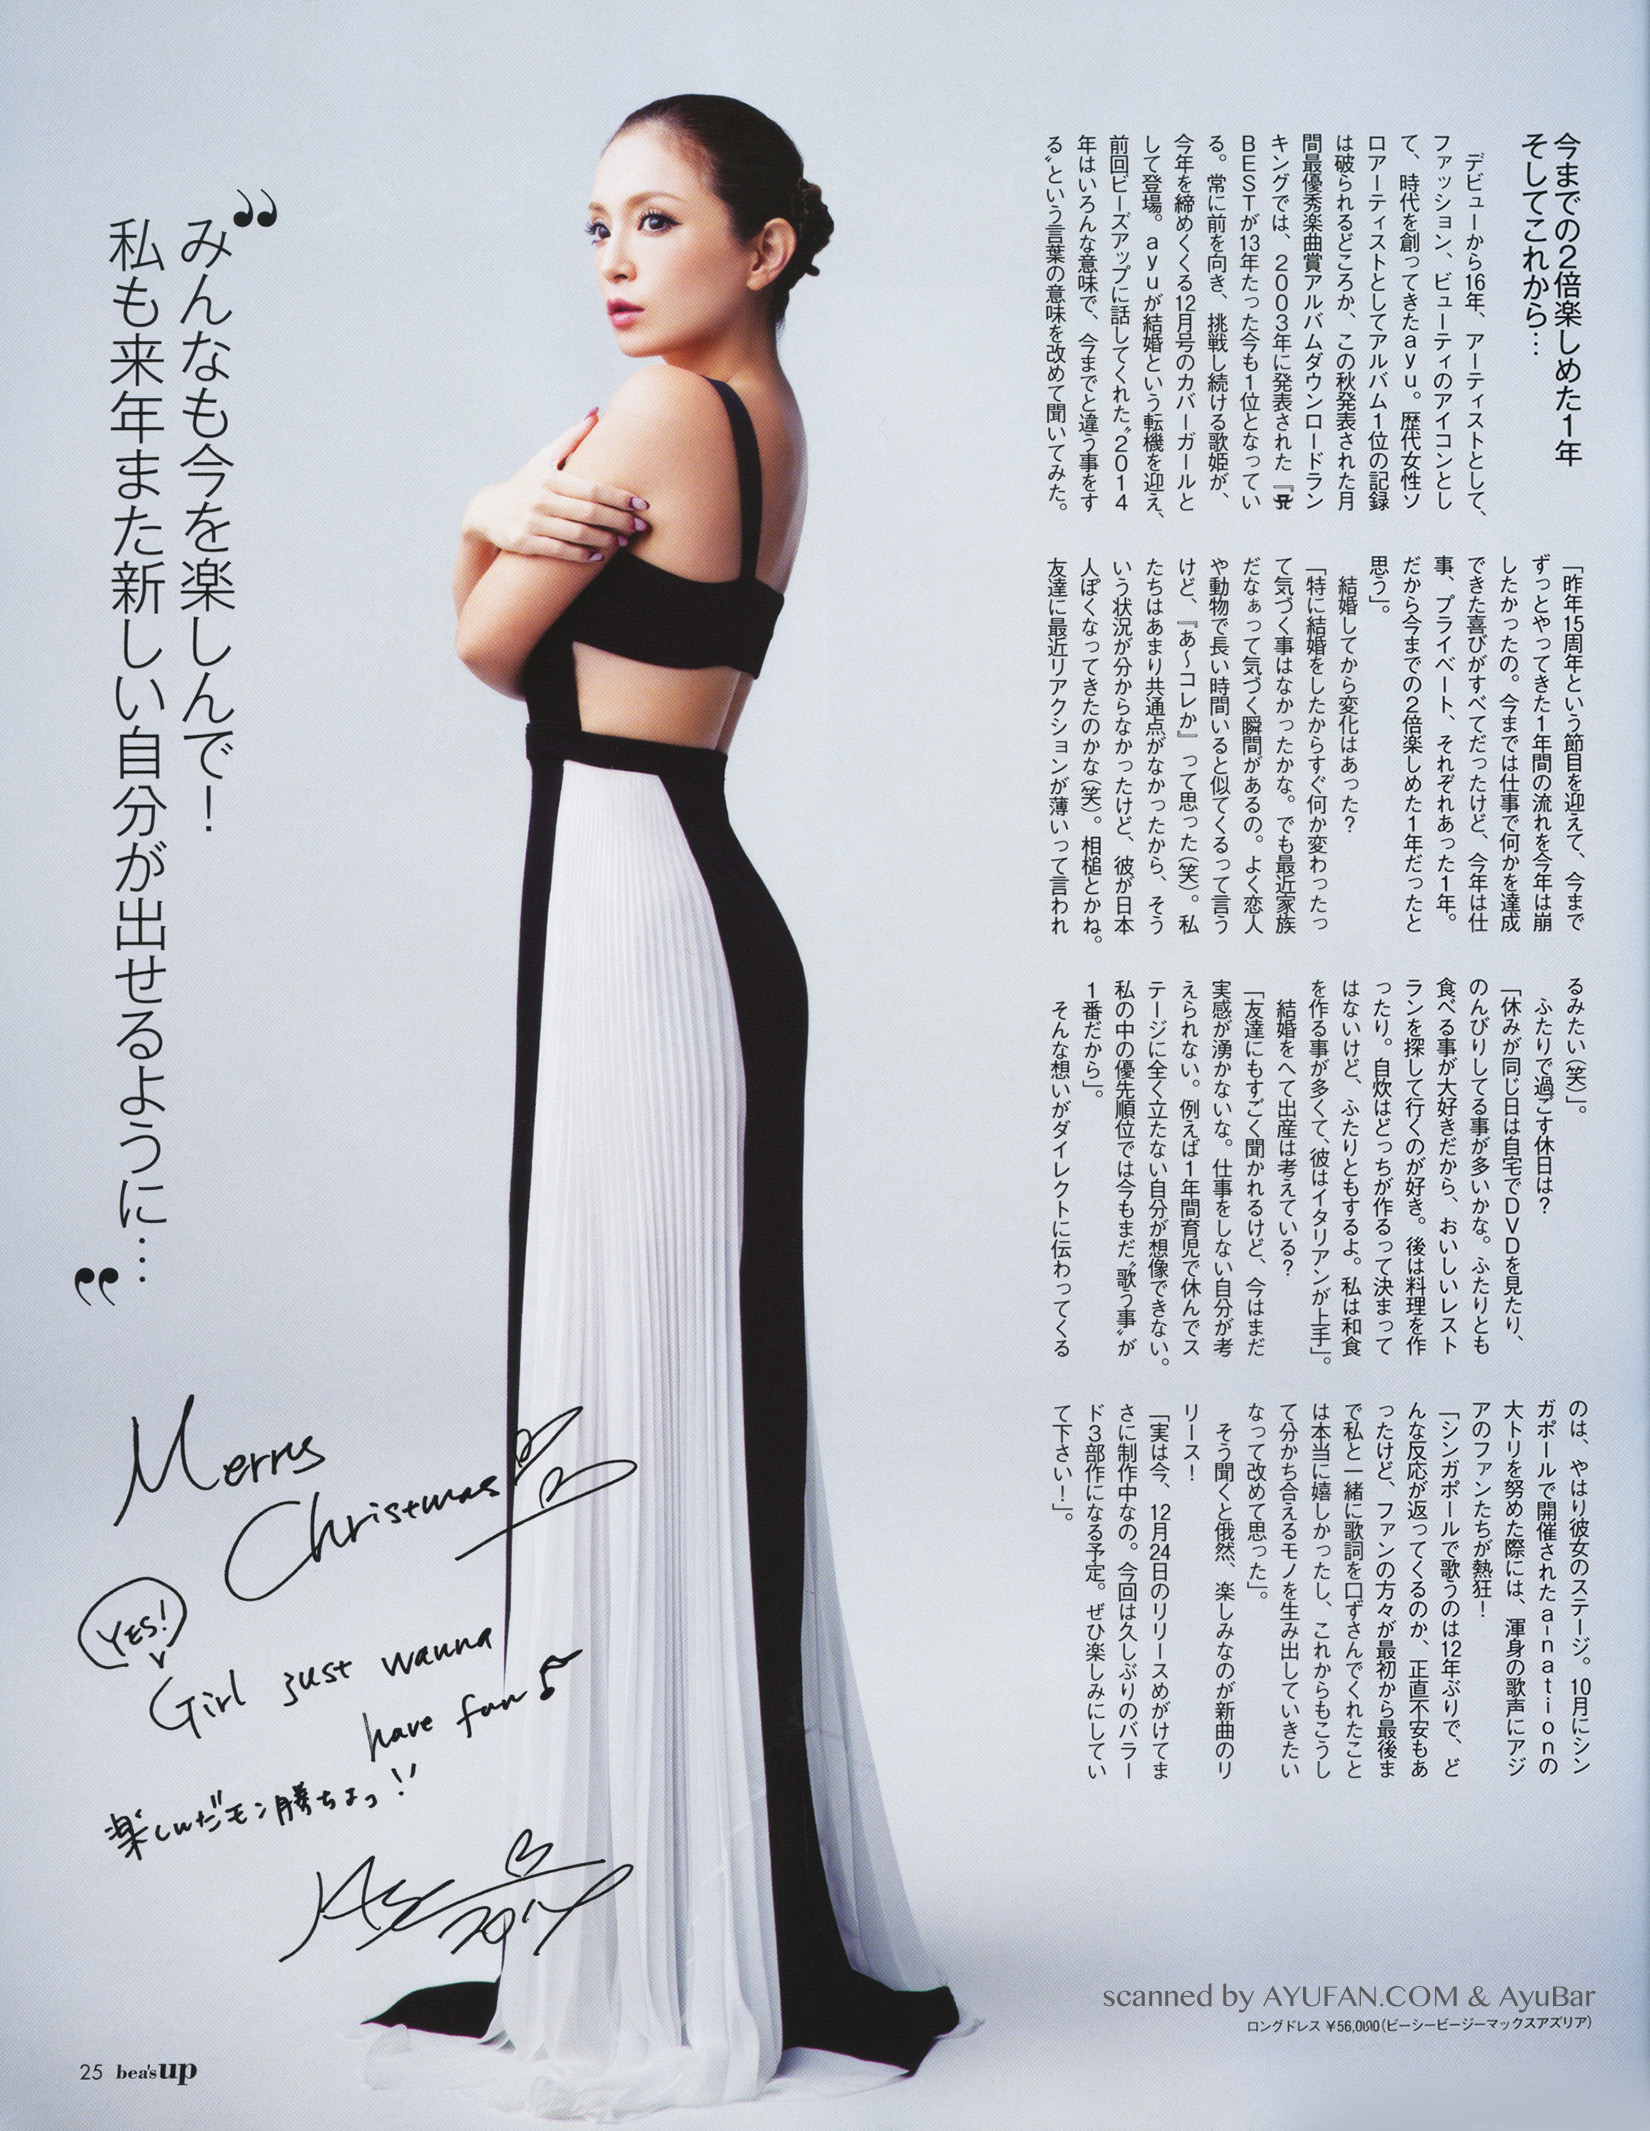 今までの2倍楽しめた1年
そしてこれから…
デビューから16年、アーティストとして、
ファッション、ビューティのアイコンとし
て、時代を創ってきたａｙｕ。歴代女性ソ
ロアーティストとしてアルバム1位の記録
は破られるどころか、この秋発表された月
間最優秀楽曲賞アルバムダウンロードラン
キングでは、2003年に発表された『A
BESTが13年たった今も1位となってい
る。常に前を向き、挑戦し続ける歌姫が、
今年を締めくくる12月号のカバーガールと
して登場。ａｙｕが結婚という転機を迎え、
前回ビーズアップに話してくれた〝2014
年はいろんな意味で、今までと違う事をす
る〟という言葉の意味を改めて聞いてみた。
「昨年15周年という節目を迎えて、今まで
ずっとやってきた1年間の流れを今年は崩
したかったの。今までは仕事で何かを達成
できた喜びがすべてだったけど、今年は仕
事、プライベート、それぞれあった1年。
だから今までの2倍楽しめた1年だったと
思う」。
結婚してから変化はあった？
「特に結婚をしたからすぐ何か変わったっ
て気づく事はなかったかな。でも最近家族
だなぁって気づく瞬間があるの。よく恋人
や動物で長い時間いると似てくるって言う
けど、『あ〜コレか』って思った（笑）。私
たちはあまり共通点がなかったから、そう
いう状況が分からなかったけど、彼が日本
人ぽくなってきたのかな（笑）。相槌とかね。
友達に最近リアクションが薄いって言われ
るみたい（笑）」。
ふたりで過ごす休日は？
「休みが同じ日は自宅でDVDを見たり、
のんびりしてる事が多いかな。ふたりとも
食べる事が大好きだから、おいしいレスト
ランを探して行くのが好き。後は料理を作
ったり。自炊はどっちが作るって決まって
はないけど、ふたりともするよ。私は和食
を作る事が多くて、彼はイタリアンが上手」。
結婚をへて出産は考えている？
「友達にもすごく聞かれるけど、今はまだ
実感が湧かないな。仕事をしない自分が考
えられない。例えば1年間育児で休んでス
テージに全く立たない自分が想像できない。
私の中の優先順位では今もまだ〝歌う事〟が
1番だから」。
そんな想いがダイレクトに伝わってくる
のは、やはり彼女のステージ。10月にシン
ガポールで開催されたａ－ｎａｔｉｏｎの
大トリを努めた際には、渾身の歌声にアジ
アのファンたちが熱狂！
「シンガポールで歌うのは12年ぶりで、ど
んな反応が返ってくるのか、正直不安もあ
ったけど、ファンの方々が最初から最後ま
で私と一緒に歌詞を口ずさんでくれたこと
は本当に嬉しかったし、これからもこうし
て分かち合えるモノを生み出していきたい
なって改めて思った」。
そう聞くと俄然、楽しみなのが新曲のリ
リース！
「実は今、12月24日のリリースめがけてま
さに制作中なの。今回は久しぶりのバラー
ド3部作になる予定。ぜひ楽しみにしてい
て下さい！」。
“みんなも今を楽しんで！
私も来年また新しい自分が出せるように…”
Merry
Christmas
YES!
Girl just wanna
have fun♪
楽しんだモン勝ちよっ!!
2014
scanned by AYUFAN.COM & AyuBar
ロングドレス ￥56,000（ビーシービージーマックスアズリア）
25 bea's up